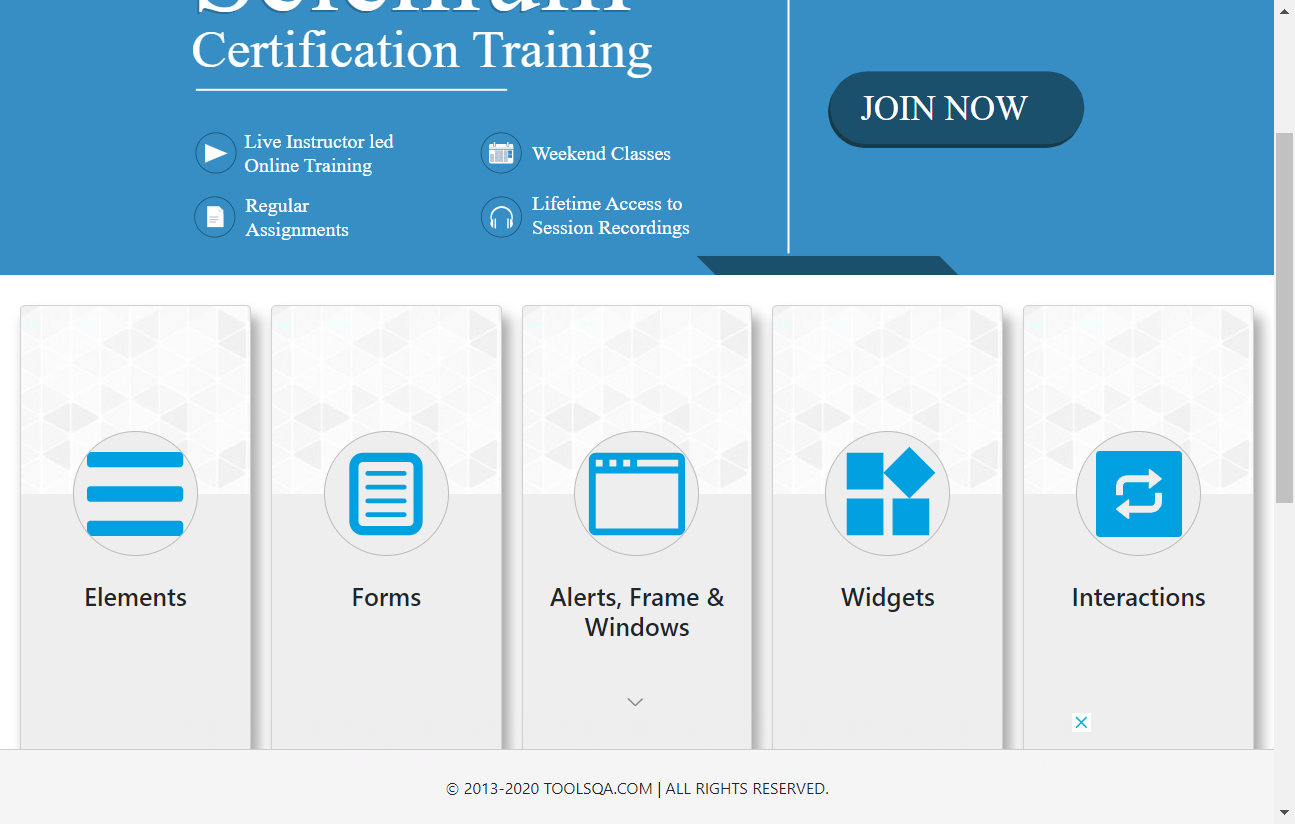 Selenium
Certification Training
JOIN NOW
Live Instructor led
Online Training
Weekend Classes
Regular
Assignments
Lifetime Access to
Session Recordings
Elements
Forms
Alerts, Frame &
Windows
Widgets
Interactions
© 2013-2020 TOOLSQA.COM | ALL RIGHTS RESERVED.